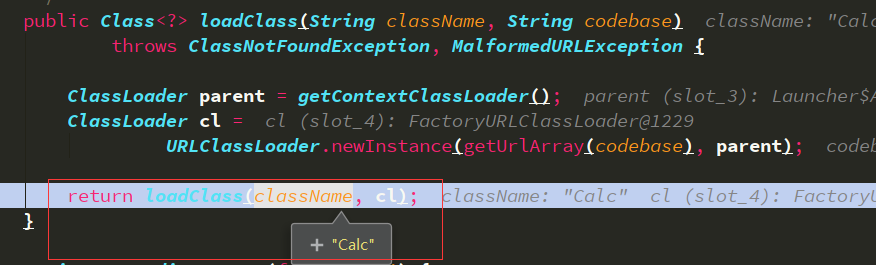 public Class<?> loadClass(String className, String codebase) className: "Calc
throws ClassNotFoundException, MalformedURLException {
ClassLoader parent = getContextClassLoader(); parent (slot_3): Launcher$A
ClassLoader cl = cl (slot_4): FactoryURLClassLoader@1229
URLClassLoader.newInstance(getUrlArray(codebase), parent); codeb
return loadClass(className, cl); className: "Calc" cl (slot_4): FactoryU
}
+ "Calc"